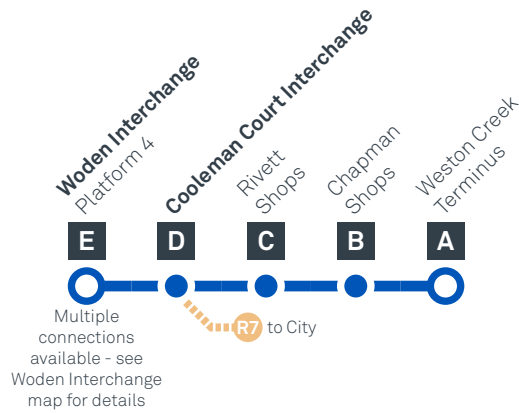 Woden Interchange
Platform 4
Cooleman Court Interchange
Rivett
Shops
Chapman
Shops
Weston Creek
Terminus
E
D
C
B
A
R7 to City
Multiple
connections
available - see
Woden Interchange
map for details